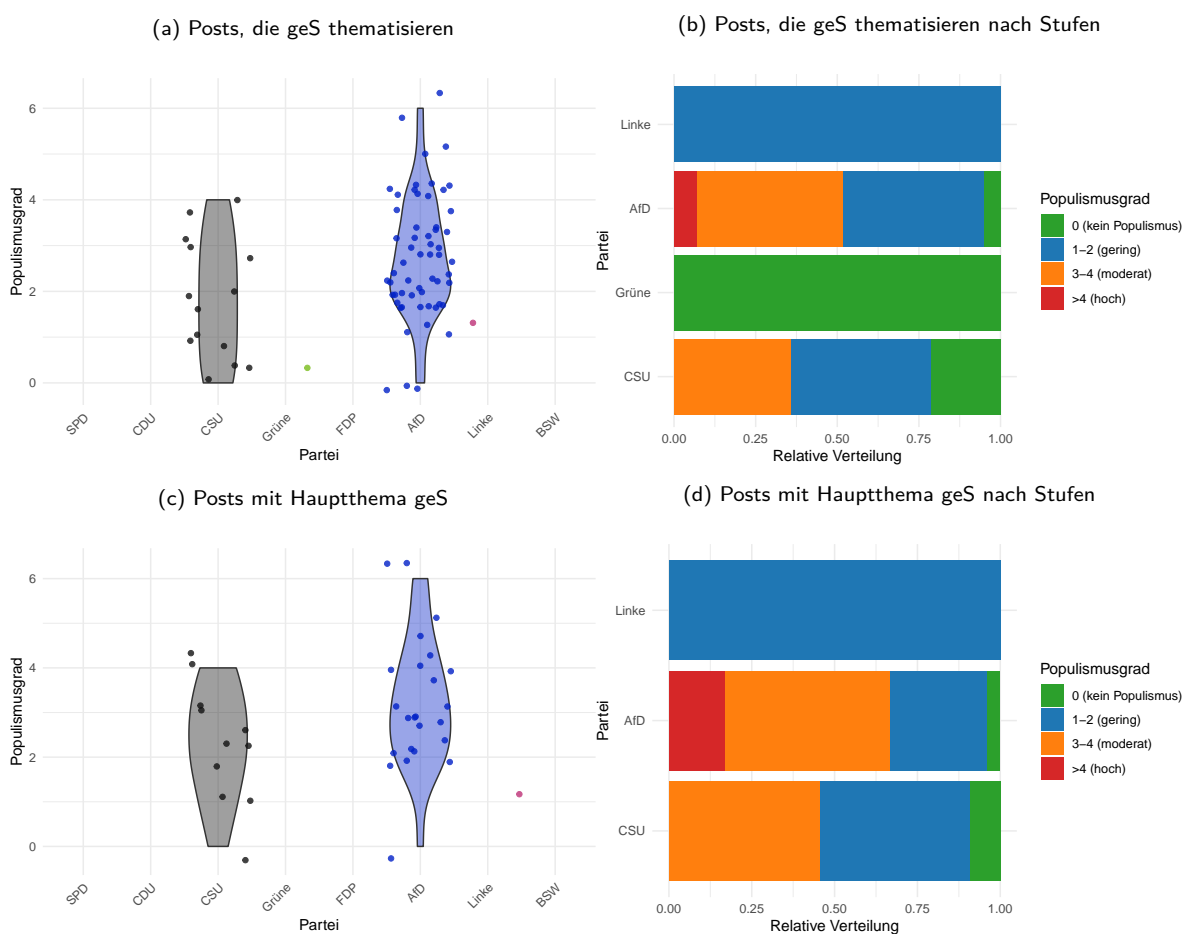 (a) Posts, die geS thematisieren
Populismusgrad
6
4
2
0
SPD
CDU
CSU
Grüne
FDP
AfD
Linke
BSW
Partei
(b) Posts, die geS thematisieren nach Stufen
Partei
Linke
AfD
Grüne
CSU
0.00
0.25
0.50
0.75
1.00
Relative Verteilung
Populismusgrad
0 (kein Populismus)
1–2 (gering)
3–4 (moderat)
>4 (hoch)
(c) Posts mit Hauptthema geS
Populismusgrad
6
4
2
0
SPD
CDU
CSU
Grüne
FDP
AfD
Linke
BSW
Partei
(d) Posts mit Hauptthema geS nach Stufen
Partei
Linke
AfD
CSU
0.00
0.25
0.50
0.75
1.00
Relative Verteilung
Populismusgrad
0 (kein Populismus)
1–2 (gering)
3–4 (moderat)
>4 (hoch)